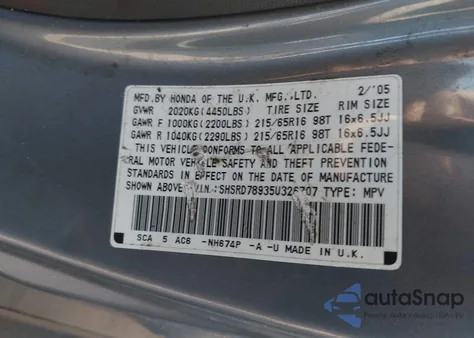 MFD.BY HONDA OF THE U.K. MFG.,LTD. 2/'05
GVWR 2020KG(4450LBS) TIRE SIZE RIM SIZE
GAWR F 1000KG(2200LBS) 215/65R16 98T 16x6.5JJ
GAWR R 1040KG(2290LBS) 215/65R16 98T 16x6.5JJ
THIS VEHICLE CONFORMS TO ALL APPLICABLE FEDE-
RAL MOTOR VEHICLE SAFETY AND THEFT PREVENTION
STANDARDS IN EFFECT ON THE DATE OF MANUFACTURE
SHOWN ABOVE. V.I.N.:SHSRD78935U326707 TYPE: MPV
SCA 5 AC6 -NH674P -A -U MADE IN U.K.
autoSnap